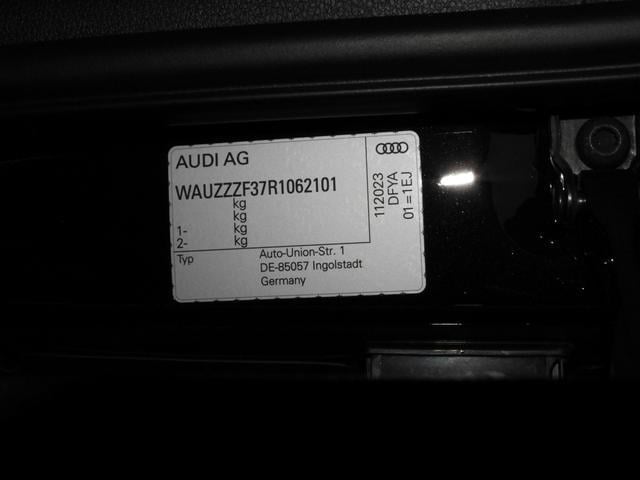 AUDI AG
WAUZZZF37R1062101
kg
kg
1- kg
2- kg
Typ
Auto-Union-Str. 1
DE-85057 Ingolstadt
Germany
112023
DFYA
01=1EJ